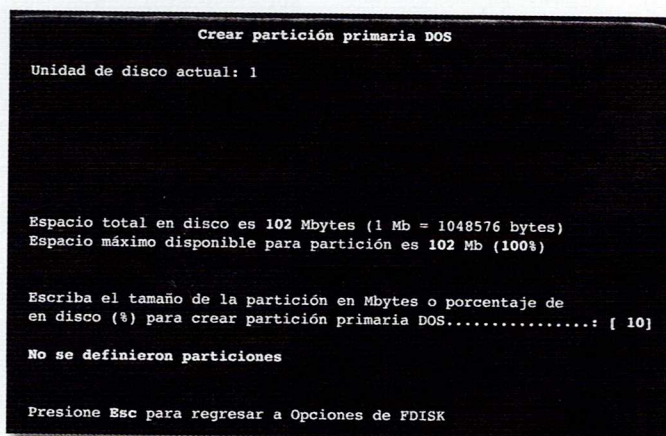 Crear partición primaria DOS
Unidad de disco actual: 1
Espacio total en disco es 102 Mbytes (1 Mb = 1048576 bytes)
Espacio máximo disponible para partición es 102 Mb (100%)
Escriba el tamaño de la partición en Mbytes o porcentaje de
en disco (%) para crear partición primaria DOS................: [ 10]
No se definieron particiones
Presione Esc para regresar a Opciones de FDISK